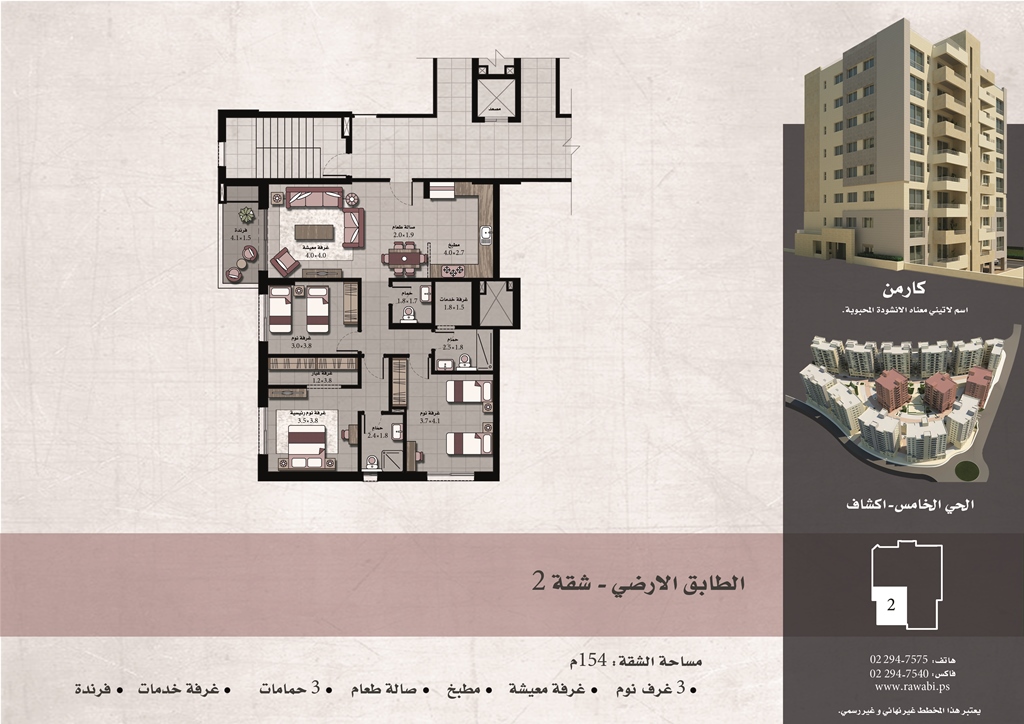 مصعد
فرندة
4.1*1.5
غرفة معيشة
4.0*4.0
صالة طعام
2.0*1.9
مطبخ
4.0*2.7
حمام
1.8*1.7
غرفة خدمات
1.8*1.5
غرفة نوم
3.0*3.8
حمام
2.5*1.8
غرفة غيار
1.2*3.8
غرفة نوم رئيسية
3.5*3.8
حمام
2.4*1.8
غرفة نوم
3.7*4.1
كارمن
اسم لاتيني معناه الانشودة المحبوبة.
الحي الخامس-اكشاف
2
هاتف: 02 294-7575
فاكس: 02 294-7540
www.rawabi.ps
يعتبر هذا المخطط غير نهائي و غير رسمي.
الطابق الارضي - شقة 2
مساحة الشقة: 154م
• 3 غرف نوم • غرفة معيشة • مطبخ • صالة طعام • 3 حمامات • غرفة خدمات • فرندة